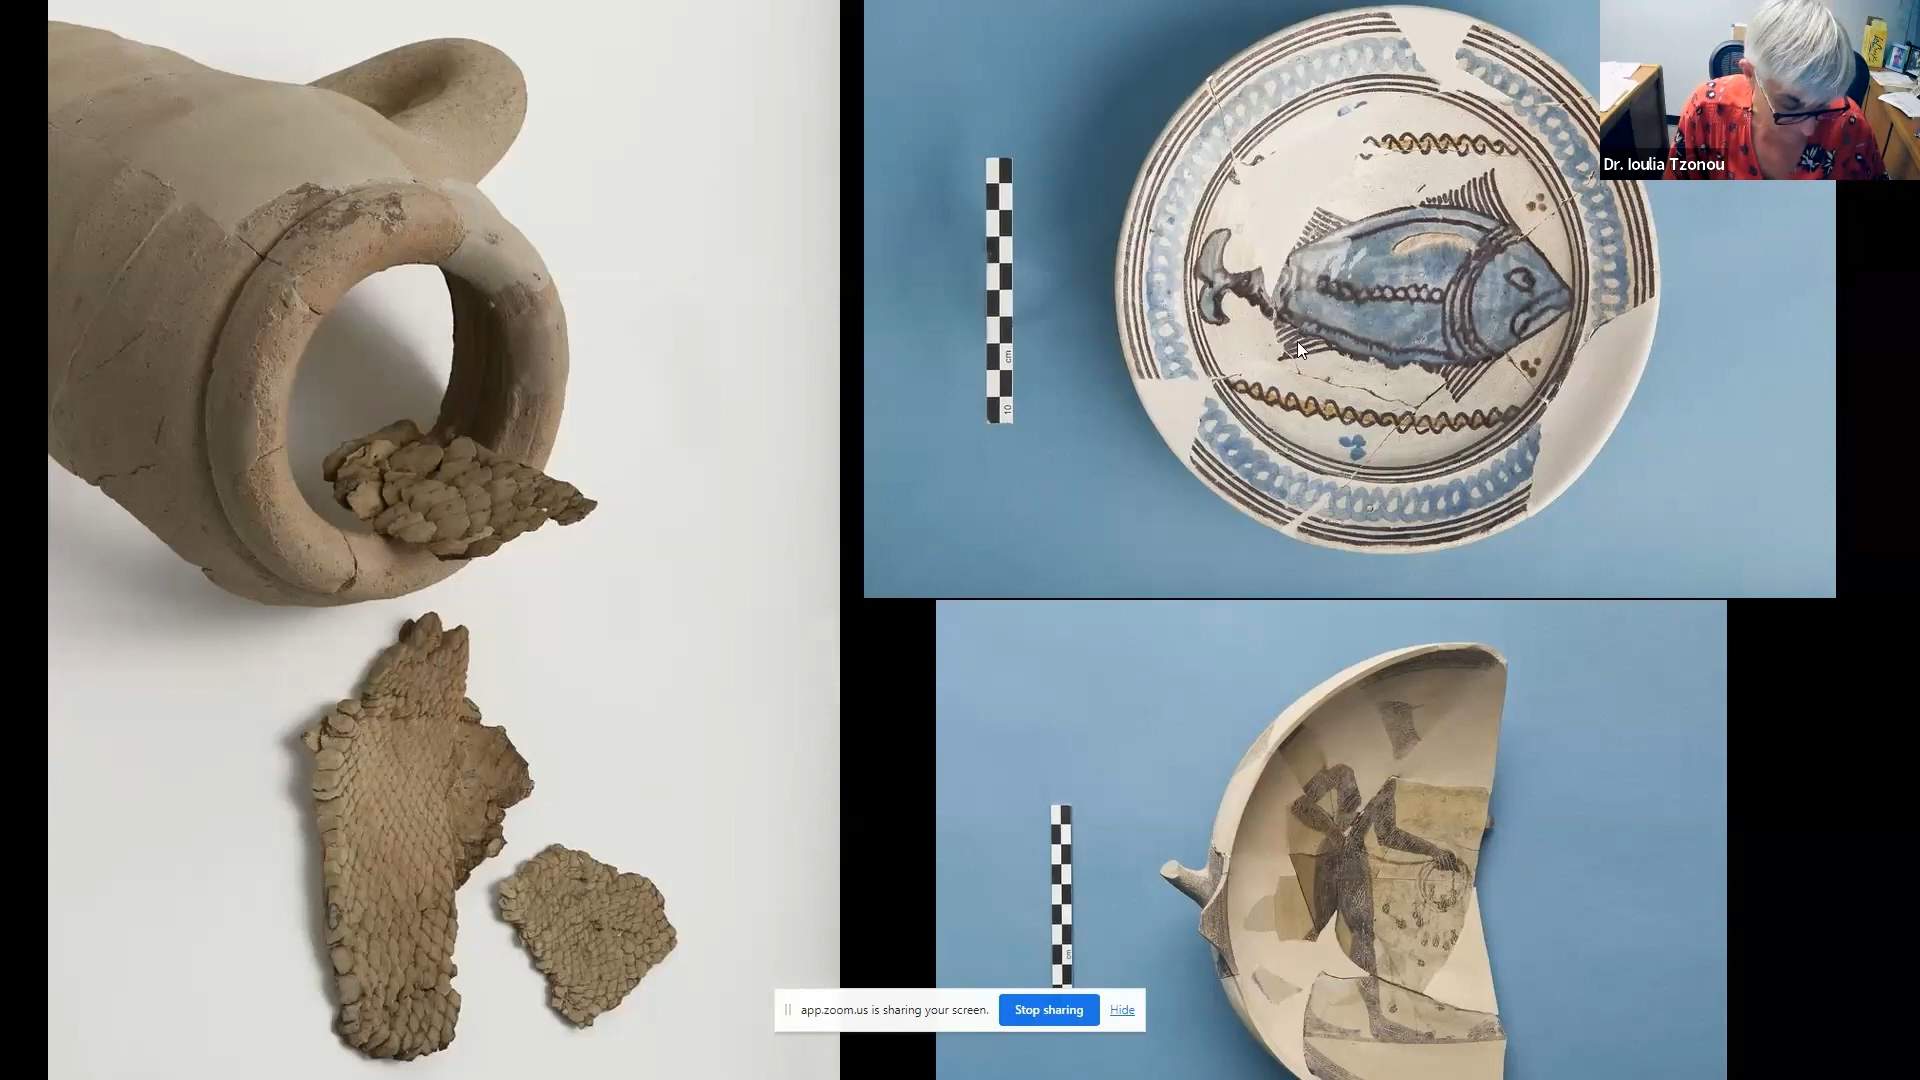 Dr. Ioulia Tzonou
cm
10
cm
app.zoom.us is sharing your screen.
Stop sharing
Hide